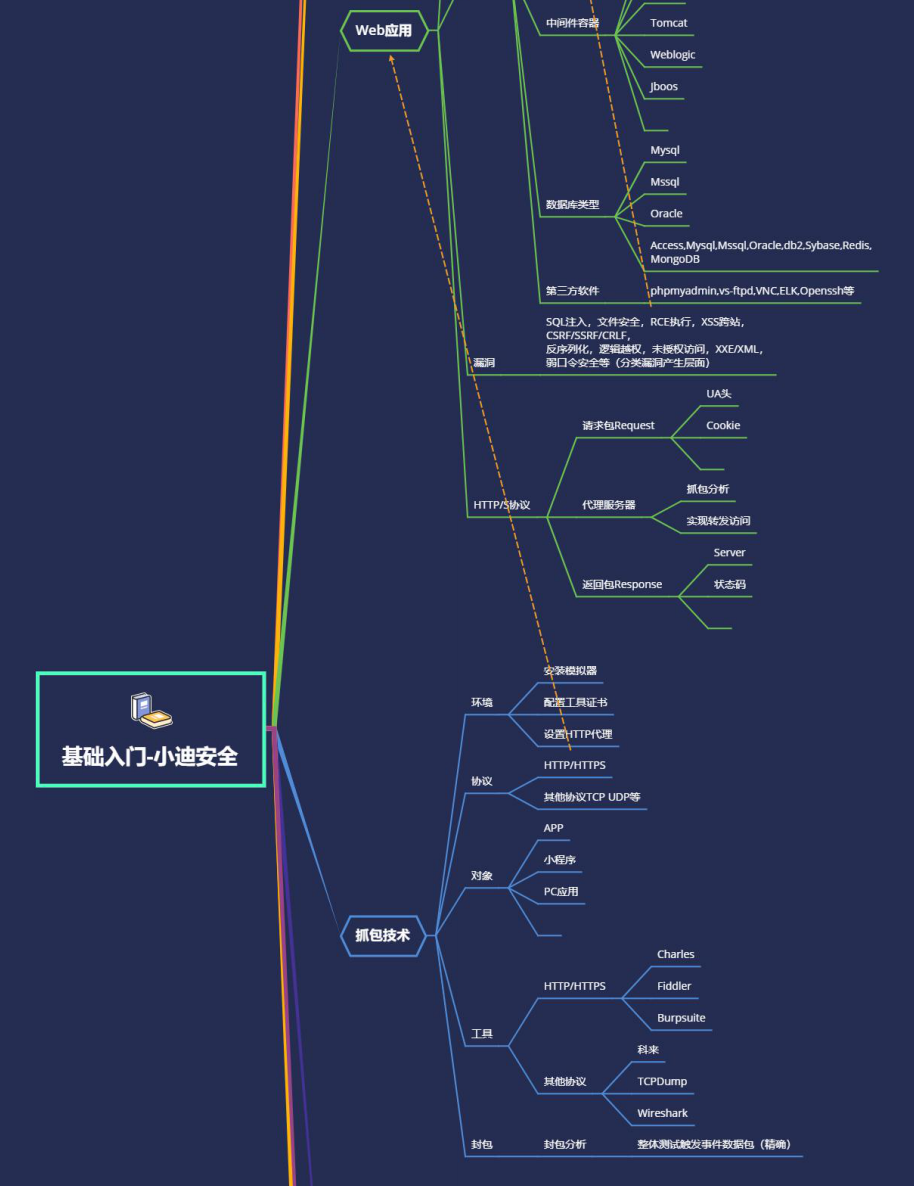 Web应用
中间件容器
Tomcat
Weblogic
Jboos
数据库类型
Mysql
Mssql
Oracle
Access,Mysql,Mssql,Oracle,db2,Sybase,Redis,
MongoDB
第三方软件
phpmyadmin,vs-ftpd,VNC,ELK,Openssh等
漏洞
SQL注入，文件安全，RCE执行，XSS跨站，
CSRF/SSRF/CRLF，
反序列化，逻辑越权，未授权访问，XXE/XML，
弱口令安全等（分类漏洞产生层面）
HTTP/S协议
请求包Request
UA头
Cookie
代理服务器
抓包分析
实现转发访问
返回包Response
Server
状态码
基础入门-小迪安全
抓包技术
环境
安装模拟器
配置工具证书
设置HTTP代理
协议
HTTP/HTTPS
其他协议TCP UDP等
对象
APP
小程序
PC应用
工具
HTTP/HTTPS
Charles
Fiddler
Burpsuite
其他协议
科来
TCPDump
Wireshark
封包
封包分析
整体测试触发事件数据包（精确）